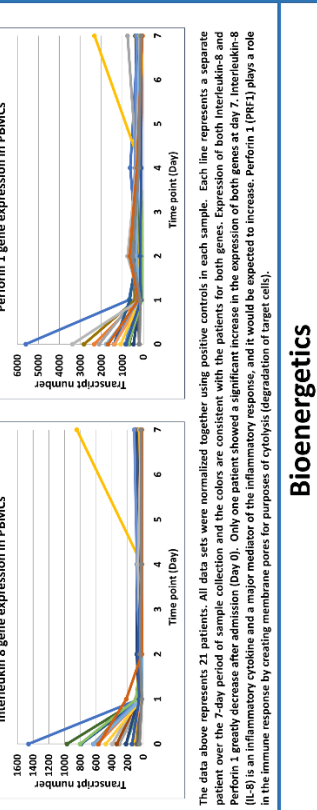 Interleukin 8 gene expression in PBMCs
1600
1400
1200
1000
800
600
400
200
0
Transcript number
0 1 2 3 4 5 6 7
Time point (Day)
Perforin 1 gene expression in PBMCs
6000
5000
4000
3000
2000
1000
0
Transcript number
0 1 2 3 4 5 6 7
Time point (Day)
The data above represents 21 patients. All data sets were normalized together using positive controls in each sample. Each line represents a separate
patient over the 7-day period of sample collection and the colors are consistent with the patients for both genes. Expression of both Interleukin-8 and
Perforin 1 greatly decrease after admission (Day 0). Only one patient showed a significant increase in the expression of both genes at day 7. Interleukin-8
(IL-8) is an inflammatory cytokine and a major mediator of the inflammatory response, and it would be expected to increase. Perforin 1 (PRF1) plays a role
in the immune response by creating membrane pores for purposes of cytolysis (degradation of target cells).
Bioenergetics